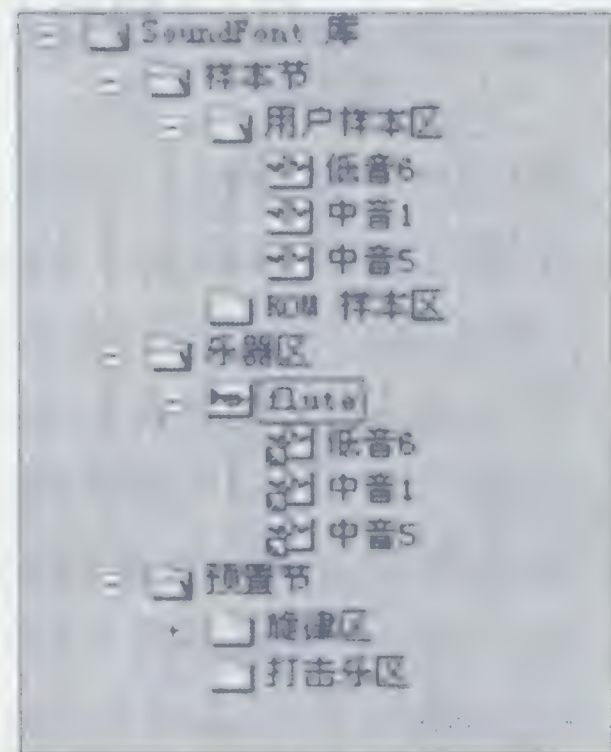 SoundFont 库
样本节
用户样本区
低音6
中音1
中音5
ROM 样本区
乐器区
flute
低音6
中音1
中音5
预置节
旋律区
打击乐区